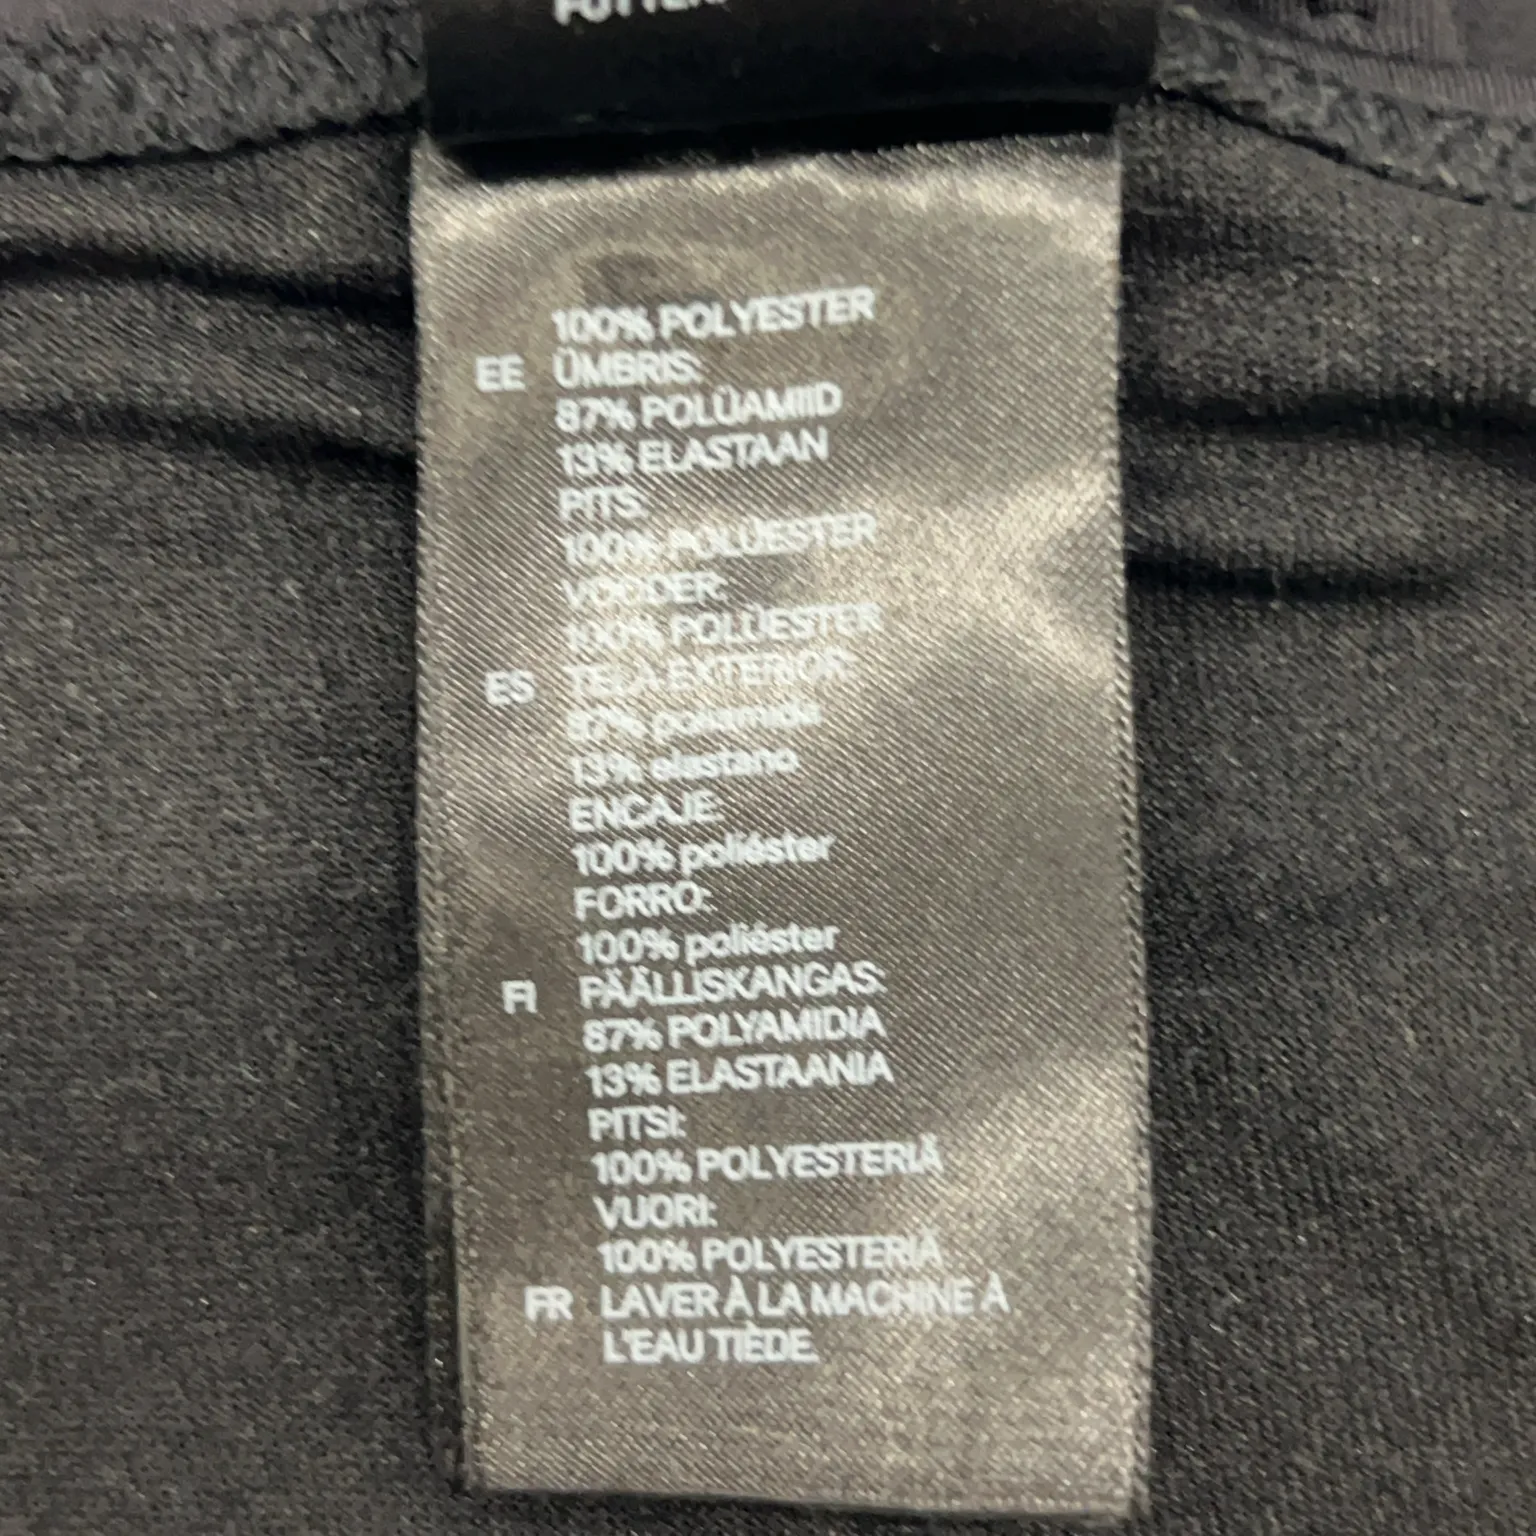 100% POLYESTER
EE ÜMBRIS:
87% POLÜAMIID
13% ELASTAAN
PITS:
100% POLÜESTER
VOODER:
100% POLÜESTER
ES TELA EXTERIOR:
87% poliamida
13% elastano
ENCAJE:
100% poliéster
FORRO:
100% poliéster
FI PÄÄLLISKANGAS:
87% POLYAMIDIA
13% ELASTAANIA
PITSI:
100% POLYESTERIÄ
VUORI:
100% POLYESTERIÄ
FR LAVER À LA MACHINE À
L'EAU TIÈDE.